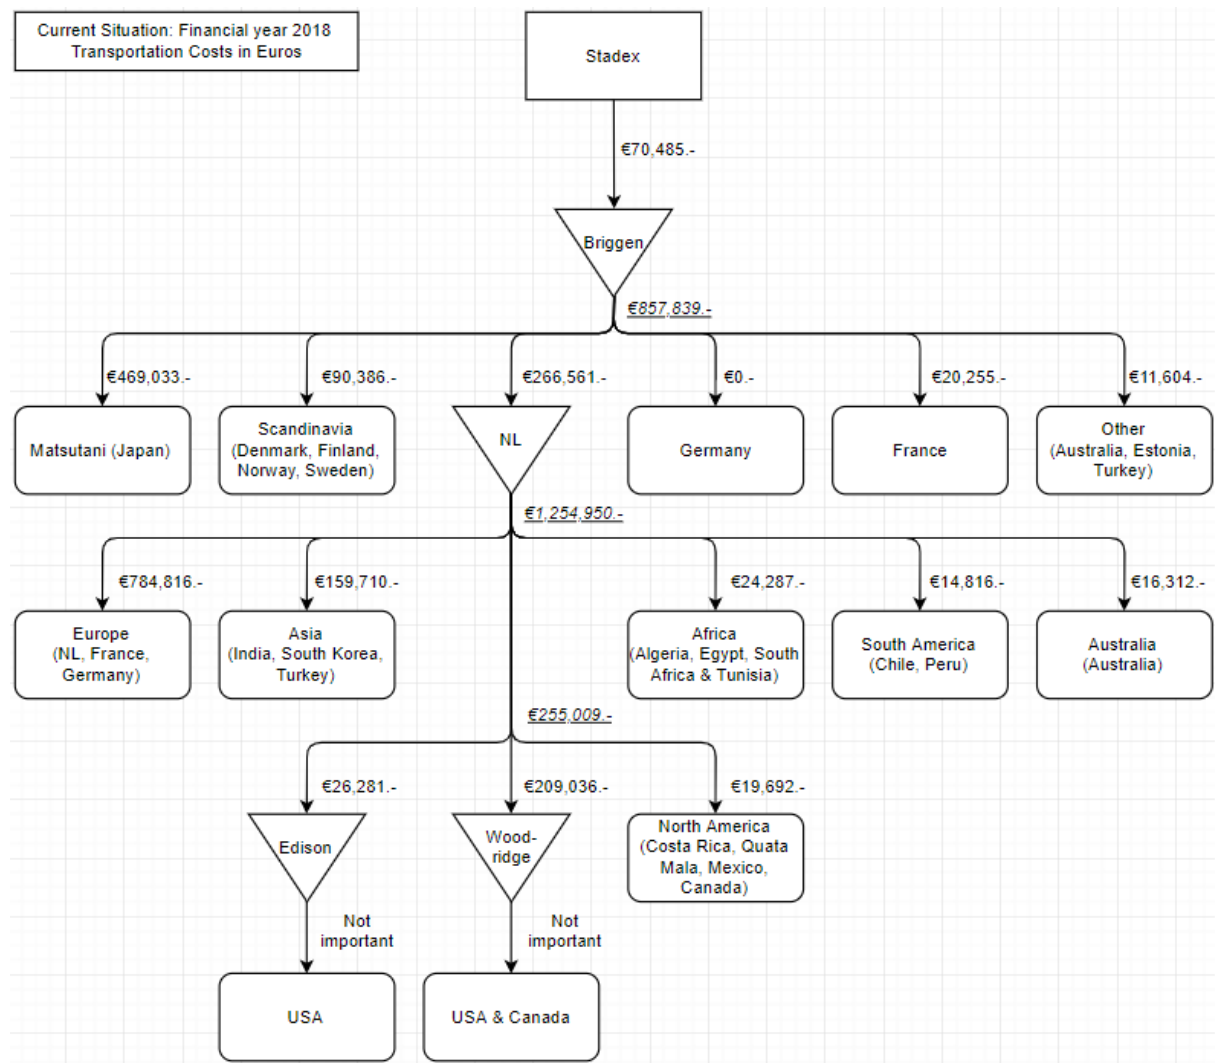 Current Situation: Financial year 2018
Transportation Costs in Euros
Stadex
€70,485.-
Briggen
€857,839.-
€469,033.-
€90,386.-
€266,561.-
€0.-
€20,255.-
€11,604.-
Matsutani (Japan)
Scandinavia
(Denmark, Finland,
Norway, Sweden)
NL
Germany
France
Other
(Australia, Estonia,
Turkey)
€1,254,950.-
€784,816.-
€159,710.-
€24,287.-
€14,816.-
€16,312.-
Europe
(NL, France,
Germany)
Asia
(India, South Korea,
Turkey)
Africa
(Algeria, Egypt, South
Africa & Tunisia)
South America
(Chile, Peru)
Australia
(Australia)
€255,009.-
€26,281.-
€209,036.-
€19,692.-
Edison
Wood-
ridge
North America
(Costa Rica, Quata
Mala, Mexico,
Canada)
Not
important
Not
important
USA
USA & Canada